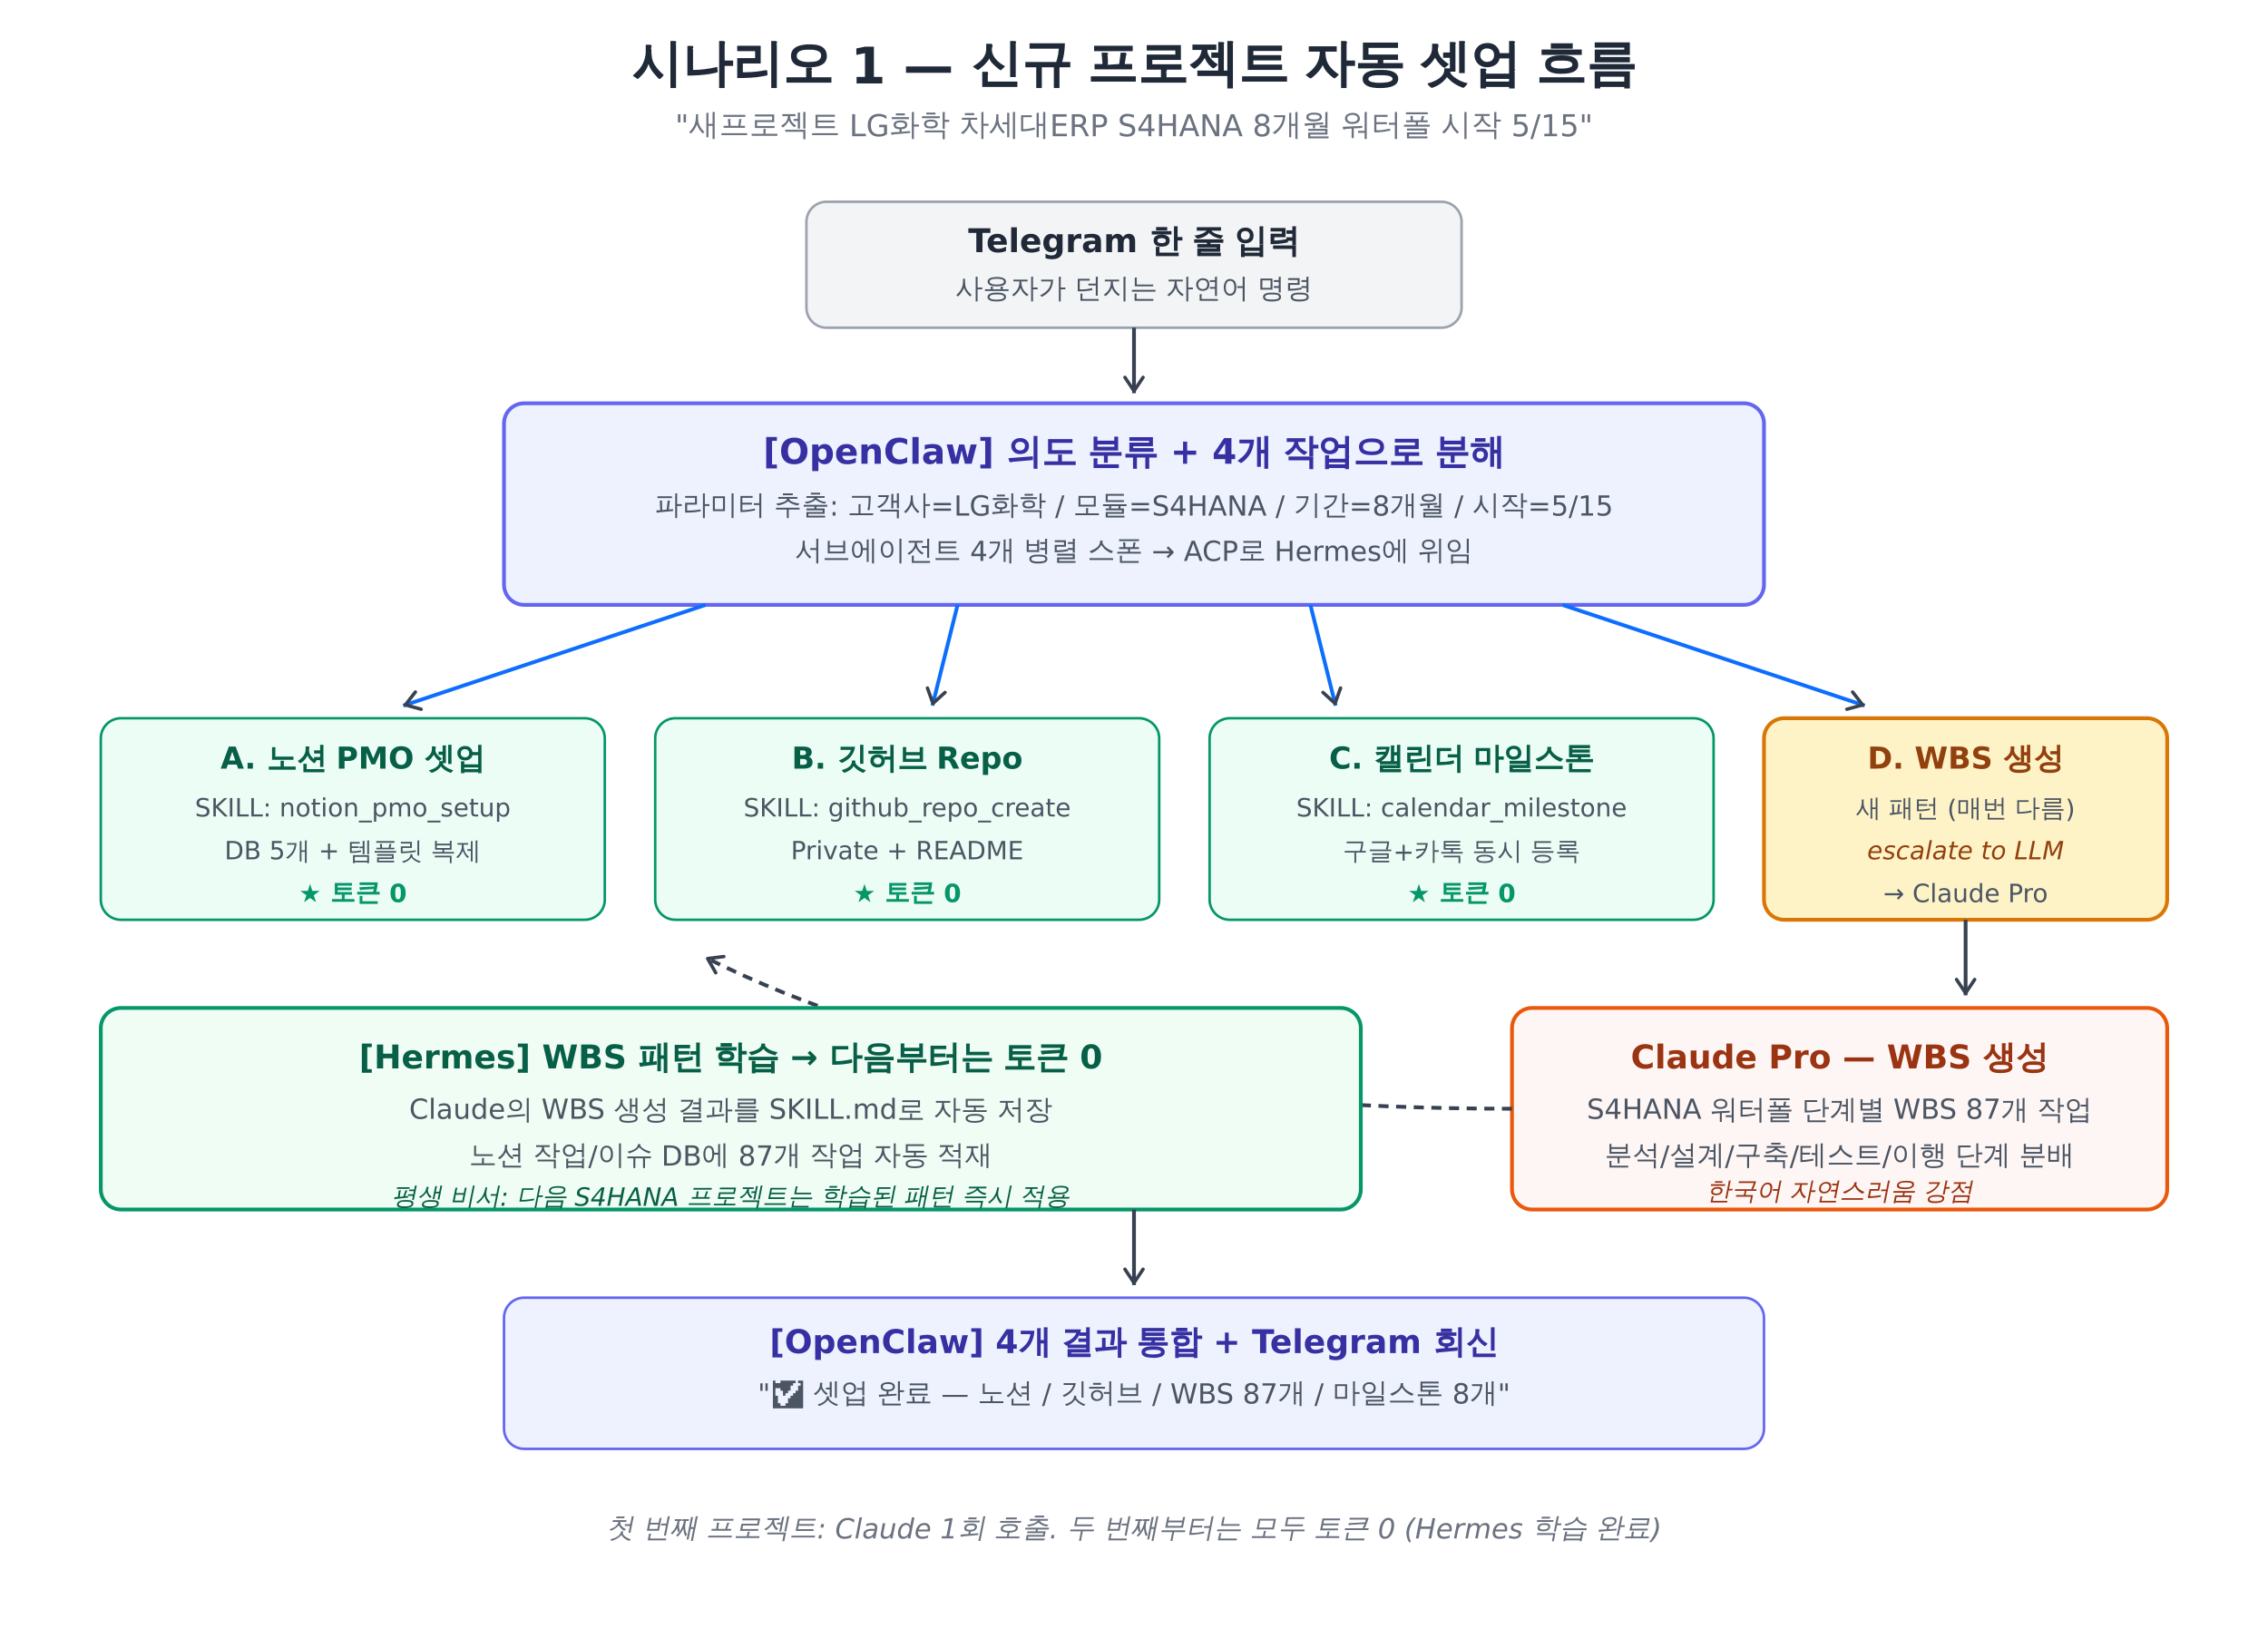 시나리오 1 — 신규 프로젝트 자동 셋업 흐름
"새프로젝트 LG화학 차세대ERP S4HANA 8개월 워터폴 시작 5/15"
Telegram 한 줄 입력
사용자가 던지는 자연어 명령
[OpenClaw] 의도 분류 + 4개 작업으로 분해
파라미터 추출: 고객사=LG화학 / 모듈=S4HANA / 기간=8개월 / 시작=5/15
서브에이전트 4개 병렬 스폰 → ACP로 Hermes에 위임
A. 노션 PMO 셋업
SKILL: notion_pmo_setup
DB 5개 + 템플릿 복제
★ 토큰 0
B. 깃허브 Repo
SKILL: github_repo_create
Private + README
★ 토큰 0
C. 캘린더 마일스톤
SKILL: calendar_milestone
구글+카톡 동시 등록
★ 토큰 0
D. WBS 생성
새 패턴 (매번 다름)
escalate to LLM
→ Claude Pro
[Hermes] WBS 패턴 학습 → 다음부터는 토큰 0
Claude의 WBS 생성 결과를 SKILL.md로 자동 저장
노션 작업/이슈 DB에 87개 작업 자동 적재
평생 비서: 다음 S4HANA 프로젝트는 학습된 패턴 즉시 적용
Claude Pro — WBS 생성
S4HANA 워터폴 단계별 WBS 87개 작업
분석/설계/구축/테스트/이행 단계 분배
한국어 자연스러움 강점
[OpenClaw] 4개 결과 통합 + Telegram 회신
"✅ 셋업 완료 — 노션 / 깃허브 / WBS 87개 / 마일스톤 8개"
첫 번째 프로젝트: Claude 1회 호출. 두 번째부터는 모두 토큰 0 (Hermes 학습 완료)